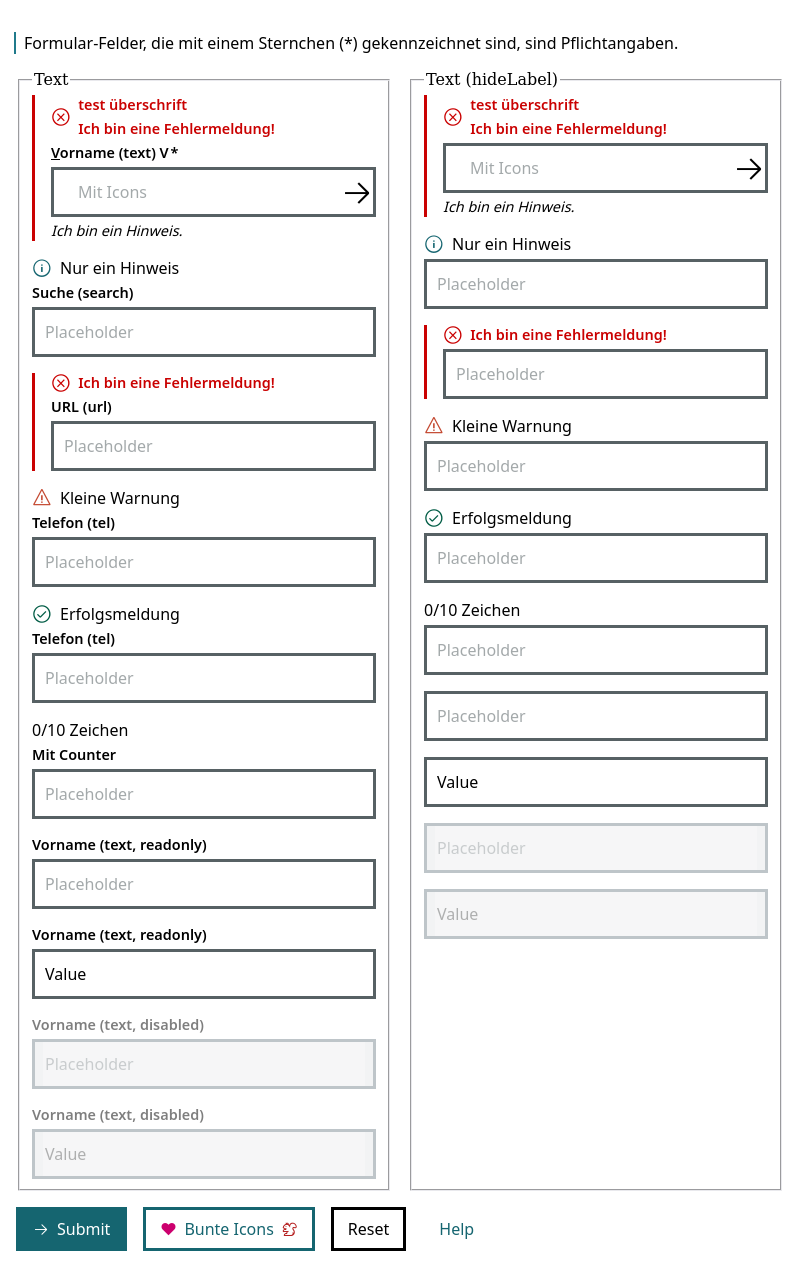 Formular-Felder, die mit einem Sternchen (*) gekennzeichnet sind, sind Pflichtangaben.
Text
test überschrift
Ich bin eine Fehlermeldung!
Vorname (text) V*
Mit Icons
Ich bin ein Hinweis.
Nur ein Hinweis
Suche (search)
Placeholder
Ich bin eine Fehlermeldung!
URL (url)
Placeholder
Kleine Warnung
Telefon (tel)
Placeholder
Erfolgsmeldung
Telefon (tel)
Placeholder
0/10 Zeichen
Mit Counter
Placeholder
Vorname (text, readonly)
Placeholder
Vorname (text, readonly)
Value
Vorname (text, disabled)
Placeholder
Vorname (text, disabled)
Value
Text (hideLabel)
test überschrift
Ich bin eine Fehlermeldung!
Mit Icons
Ich bin ein Hinweis.
Nur ein Hinweis
Placeholder
Ich bin eine Fehlermeldung!
Placeholder
Kleine Warnung
Placeholder
Erfolgsmeldung
Placeholder
0/10 Zeichen
Placeholder
Placeholder
Value
Placeholder
Value
Submit
Bunte Icons
Reset
Help